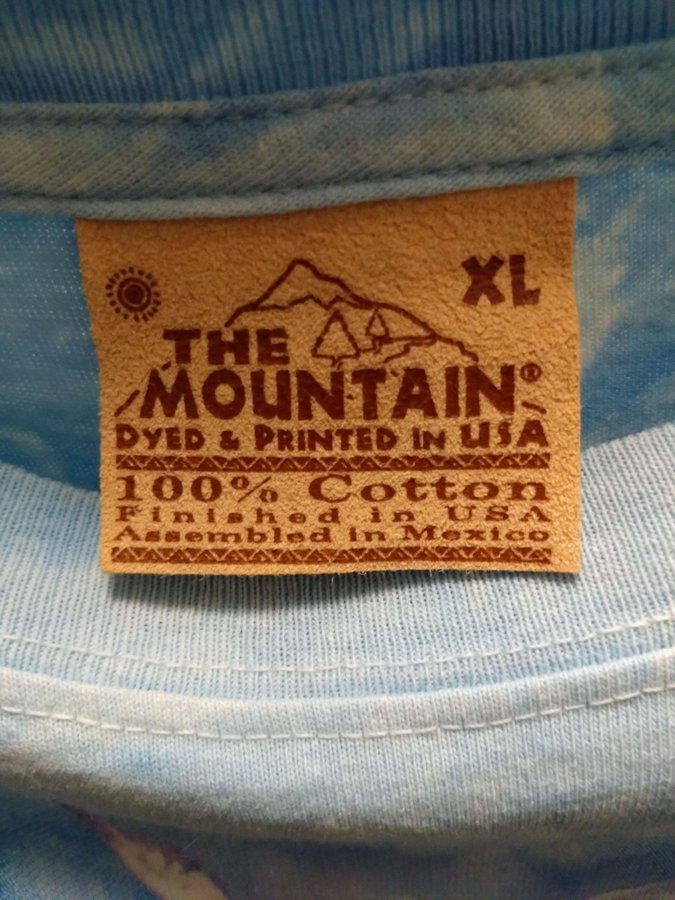 XL
THE
MOUNTAIN®
DYED & PRINTED IN USA
100% Cotton
Finished in USA
Assembled in Mexico